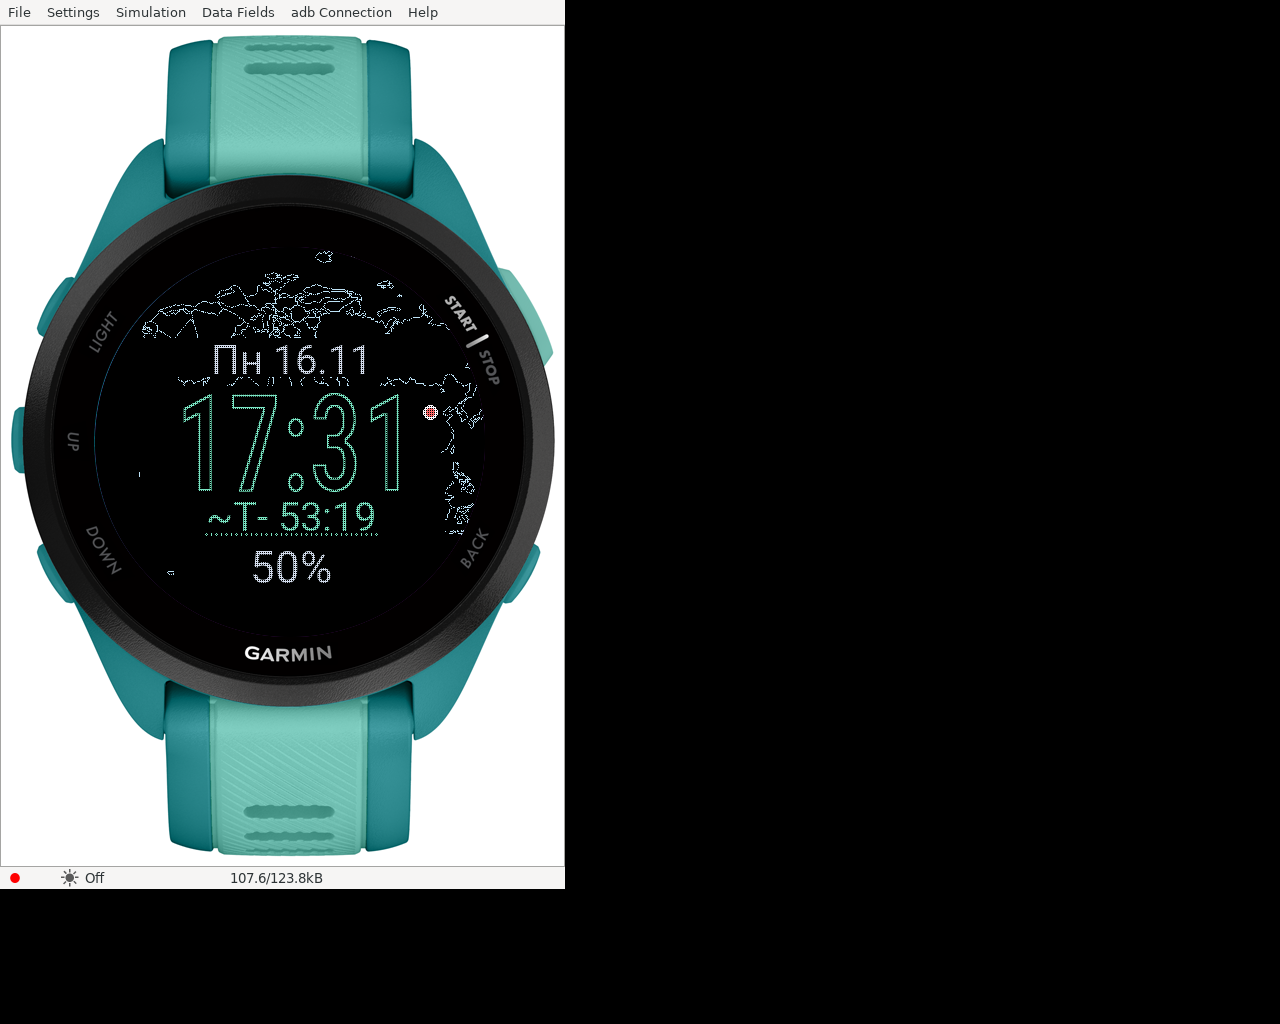 File Settings Simulation Data Fields adb Connection Help
START
STOP
LIGHT
Пн 16.11
17:31
UP
~T- 53:19
DOWN
BACK
50%
GARMIN
Off 107.6/123.8kB